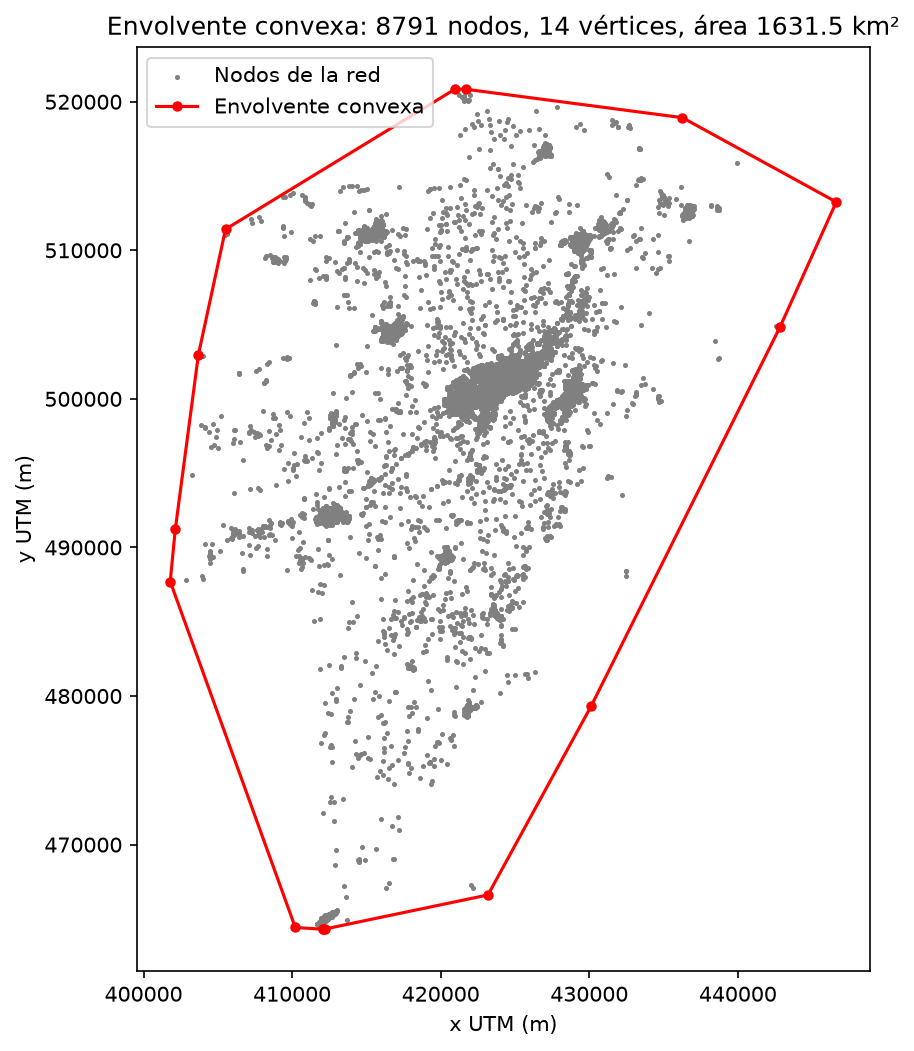 Envolvente convexa: 8791 nodos, 14 vértices, área 1631.5 km²
Nodos de la red
Envolvente convexa
520000
510000
500000
490000
480000
470000
y UTM (m)
400000 410000 420000 430000 440000
x UTM (m)